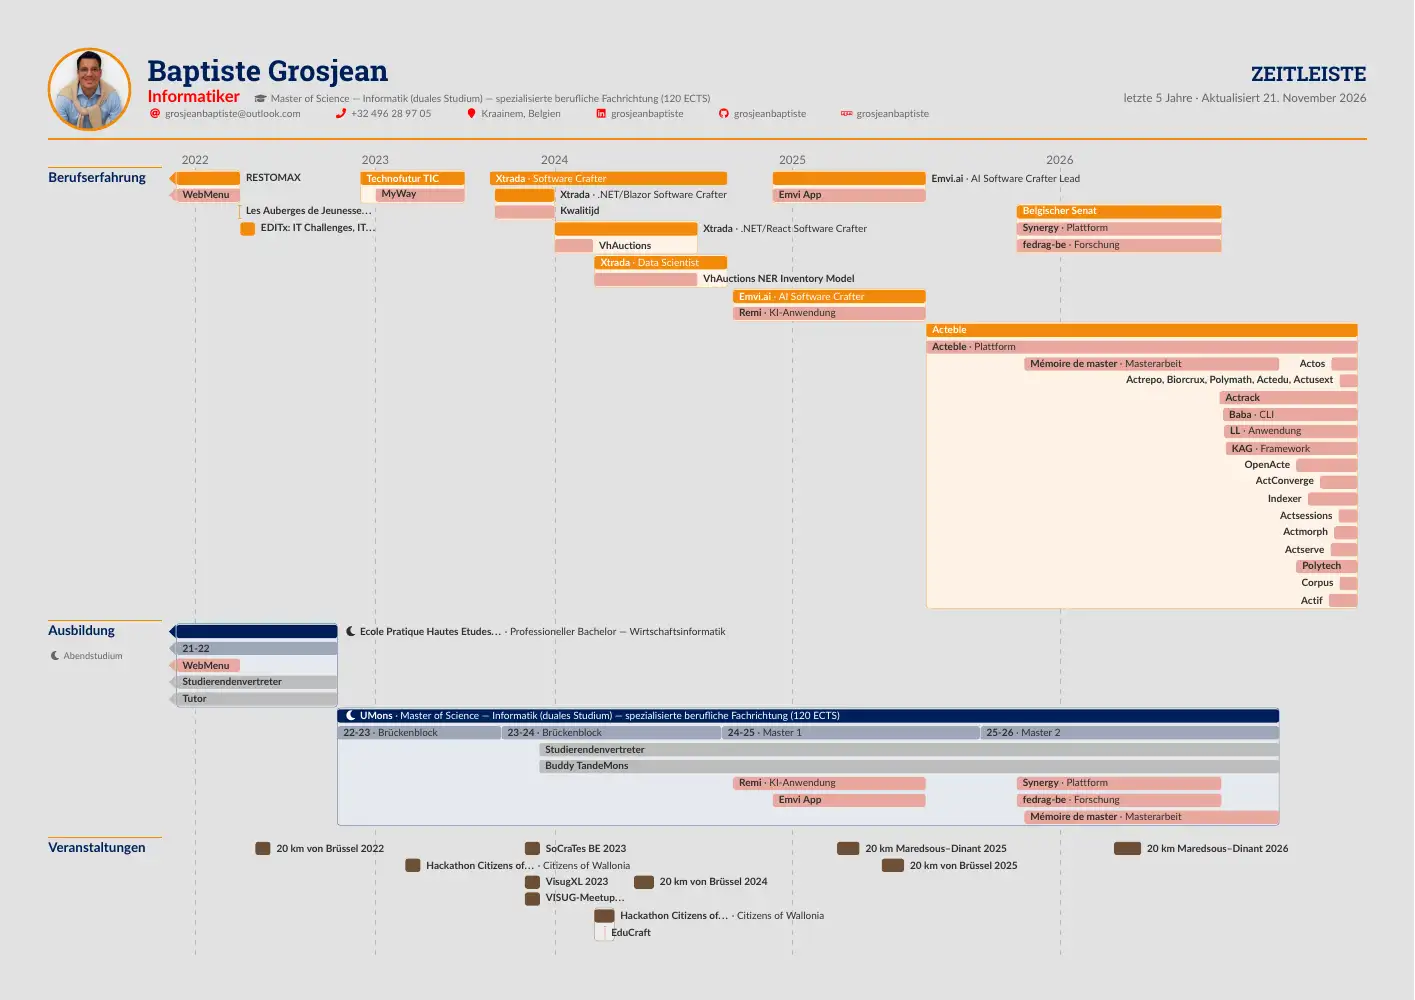 Baptiste Grosjean
ZEITLEISTE
Informatiker Master of Science — Informatik (duales Studium) — spezialisierte berufliche Fachrichtung (120 ECTS)
letzte 5 Jahre · Aktualisiert 21. November 2026
grosjeanbaptiste@outlook.com +32 496 28 97 05 Kraainem, Belgien grosjeanbaptiste grosjeanbaptiste grosjeanbaptiste
2022 2023 2024 2025 2026
Berufserfahrung
RESTOMAX Technofutur TIC Xtrada · Software Crafter Emvi.ai · AI Software Crafter Lead
WebMenu MyWay Xtrada · .NET/Blazor Software Crafter Emvi App
Les Auberges de Jeunesse… Kwalitijd Belgischer Senat
EDITx: IT Challenges, IT… Xtrada · .NET/React Software Crafter Synergy · Plattform
VhAuctions fedrag-be · Forschung
Xtrada · Data Scientist
VhAuctions NER Inventory Model
Emvi.ai · AI Software Crafter
Remi · KI-Anwendung
Acteble
Acteble · Plattform
Mémoire de master · Masterarbeit Actos
Actrepo, Biorcrux, Polymath, Actedu, Actusext
Actrack
Baba · CLI
LL · Anwendung
KAG · Framework
OpenActe
ActConverge
Indexer
Actsessions
Actmorph
Actserve
Polytech
Corpus
Actif
Ausbildung
Abendstudium
Ecole Pratique Hautes Etudes… · Professioneller Bachelor — Wirtschaftsinformatik
21-22
WebMenu
Studierendenvertreter
Tutor
UMons · Master of Science — Informatik (duales Studium) — spezialisierte berufliche Fachrichtung (120 ECTS)
22-23 · Brückenblock 23-24 · Brückenblock 24-25 · Master 1 25-26 · Master 2
Studierendenvertreter
Buddy TandeMons
Remi · KI-Anwendung Synergy · Plattform
Emvi App fedrag-be · Forschung
Mémoire de master · Masterarbeit
Veranstaltungen
20 km von Brüssel 2022 SoCraTes BE 2023 20 km Maredsous–Dinant 2025 20 km Maredsous–Dinant 2026
Hackathon Citizens of… · Citizens of Wallonia 20 km von Brüssel 2025
VisugXL 2023 20 km von Brüssel 2024
VISUG-Meetup…
Hackathon Citizens of… · Citizens of Wallonia
EduCraft